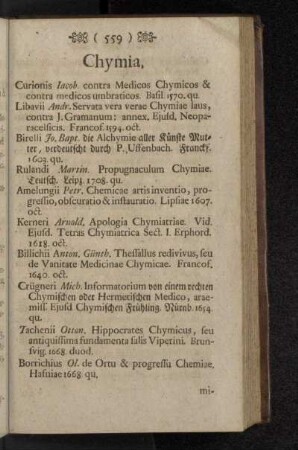 ( 559 )
Chymia,
Curionis Iacob. contra Medicos Chymicos &
contra medicos umbraticos. Basil. 1570. qu.
Libavii Andr. Servata vera verae Chymiae laus,
contra J. Gramanum: annex. Ejusd, Neopa-
racelsicis. Francof. 1594. oct.
Birelli Jo. Bapt. die Alchymie aller Künste Mut-
ter, verdeutscht durch P. Uffenbach. Franckf.
1603. qu.
Rulandi Martin. Propugnaculum Chymiae.
Teutsch. Leipz. 1708. qu.
Amelungii Petr. Chemicae artis inventio, pro-
gressio, obscuratio & instauratio. Lipsiae 1607.
oct.
Kerneri Arnold, Apologia Chymiatriae. Vid.
Ejusd. Tetras Chymiatrica Sect. I. Erphord.
1618. oct.
Billichii Anton. Günth. Thessallus redivivus, seu
de Vanitate Medicinae Chymicae. Francof.
1640. oct.
Crügneri Mich. Informatorium von einem rechten
Chymischen oder Hermetischen Medico, prae-
missi Ejusd Chymischen Frühling. Nürnb. 1654.
qu.
Tachenii Otton. Hippocrates Chymicus, seu
antiquissima fundamenta salis Viperini. Brun-
svig. 1668. duod.
Borrichius Ol. de Ortu & progressu Chemiae.
Hafniae 1668 qu.
mi-